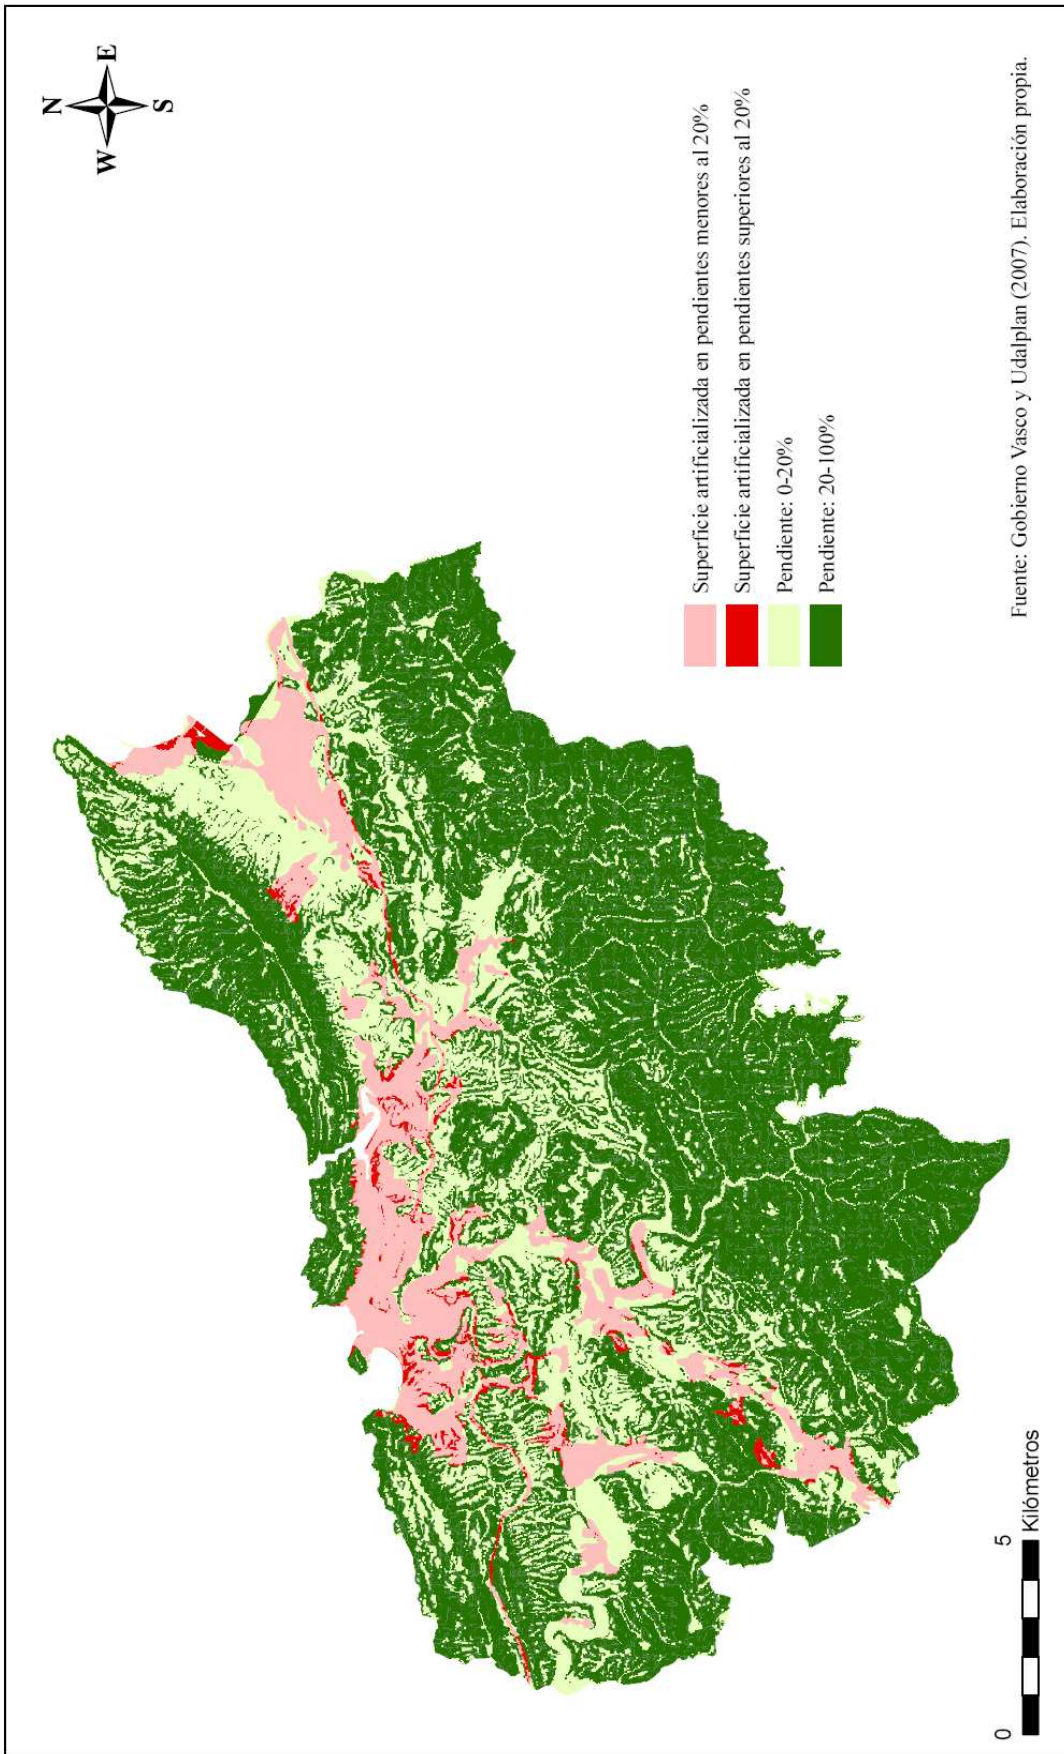 N
W
E
S
Superficie artificializada en pendientes menores al 20%
Superficie artificializada en pendientes superiores al 20%
Pendiente: 0-20%
Pendiente: 20-100%
0
5
Kilómetros
Fuente: Gobierno Vasco y Udalplan (2007). Elaboración propia.